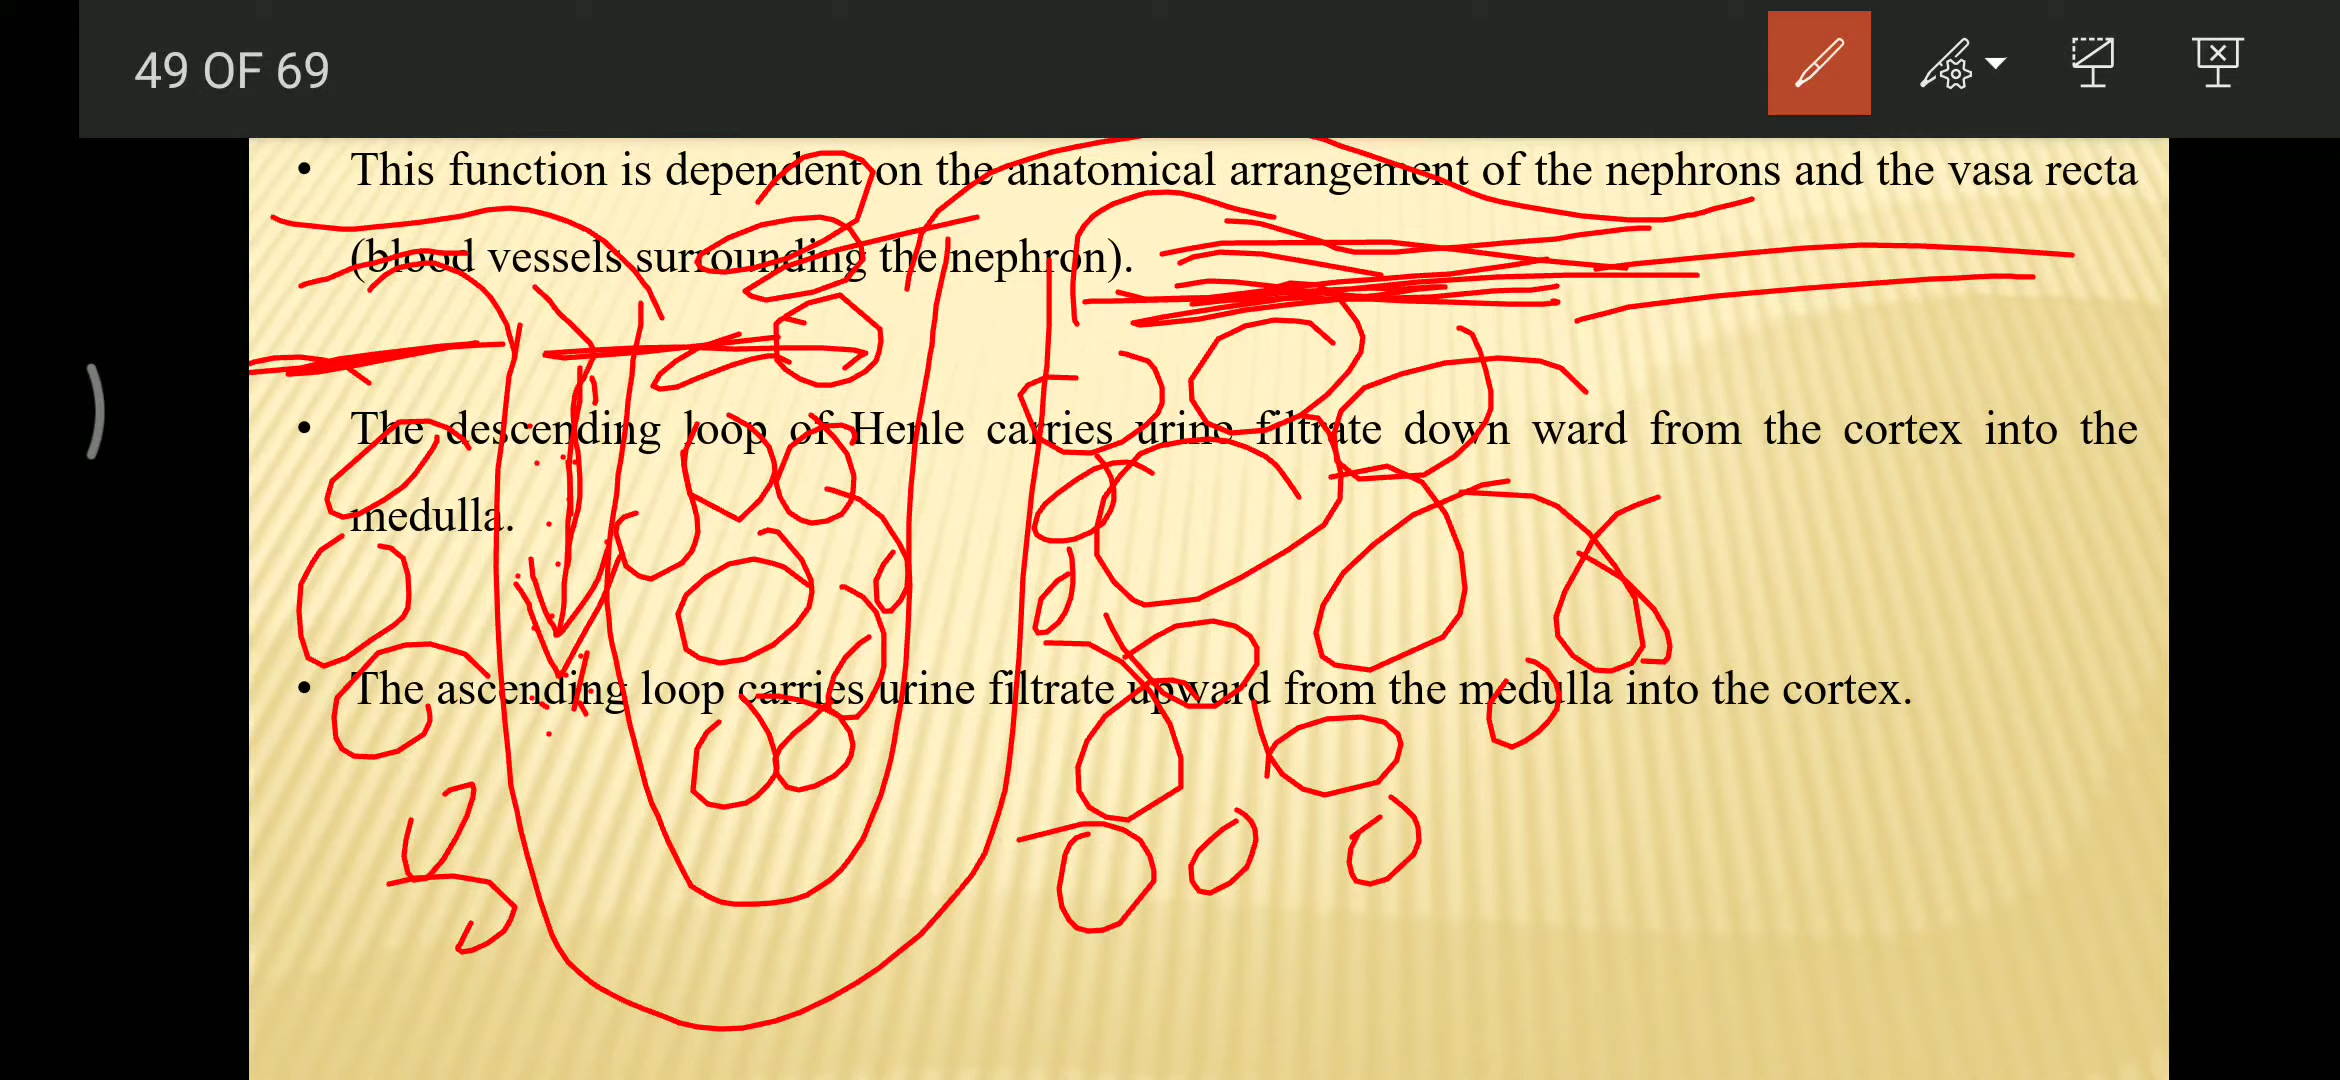 49 OF 69
• This function is dependent on the anatomical arrangement of the nephrons and the vasa recta
(blood vessels surrounding the nephron).
• The descending loop of Henle carries urine filtrate down ward from the cortex into the
medulla.
• The ascending loop carries urine filtrate upward from the medulla into the cortex.